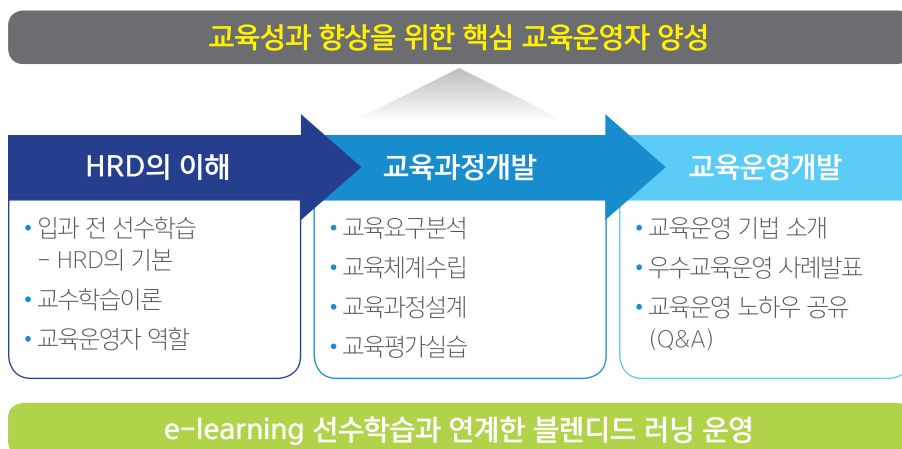 교육성과 향상을 위한 핵심 교육운영자 양성
HRD의 이해
• 입과 전 선수학습
- HRD의 기본
• 교수학습이론
• 교육운영자 역할
교육과정개발
• 교육요구분석
• 교육체계수립
• 교육과정설계
• 교육평가실습
교육운영개발
• 교육운영 기법 소개
• 우수교육운영 사례발표
• 교육운영 노하우 공유
(Q&A)
e-learning 선수학습과 연계한 블렌디드 러닝 운영